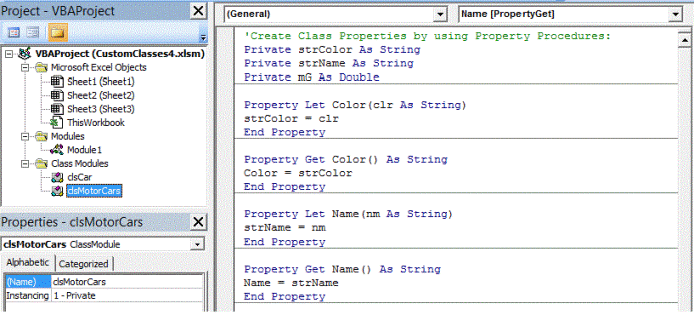 Project - VBAProject
VBAProject (CustomClasses4.xlsm)
Microsoft Excel Objects
Sheet1 (Sheet1)
Sheet2 (Sheet2)
Sheet3 (Sheet3)
ThisWorkbook
Modules
Module1
Class Modules
clsCar
clsMotorCars
Properties - clsMotorCars
clsMotorCars ClassModule
Alphabetic Categorized
(Name) clsMotorCars
Instancing 1 - Private
(General) Name [PropertyGet]
'Create Class Properties by using Property Procedures:
Private strColor As String
Private strName As String
Private mG As Double
Property Let Color(clr As String)
strColor = clr
End Property
Property Get Color() As String
Color = strColor
End Property
Property Let Name(nm As String)
strName = nm
End Property
Property Get Name() As String
Name = strName
End Property